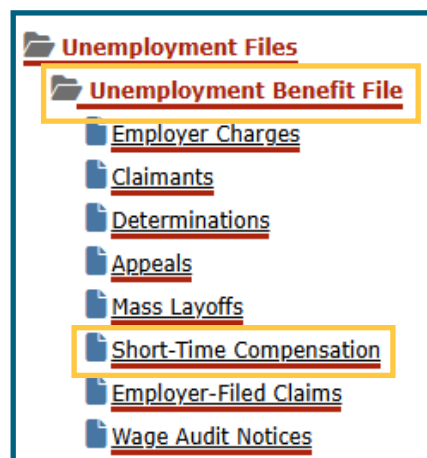 Unemployment Files
Unemployment Benefit File
Employer Charges
Claimants
Determinations
Appeals
Mass Layoffs
Short-Time Compensation
Employer-Filed Claims
Wage Audit Notices